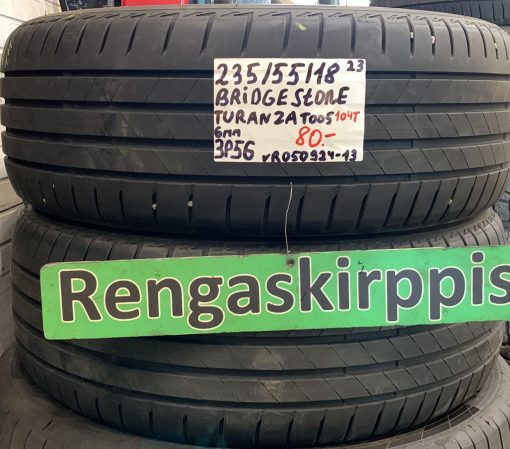 235/55/18 23
BRiDGEStONE
TURANZA T005 104T
6mm 80.-
3P56 vR050924-13
Rengaskirppis